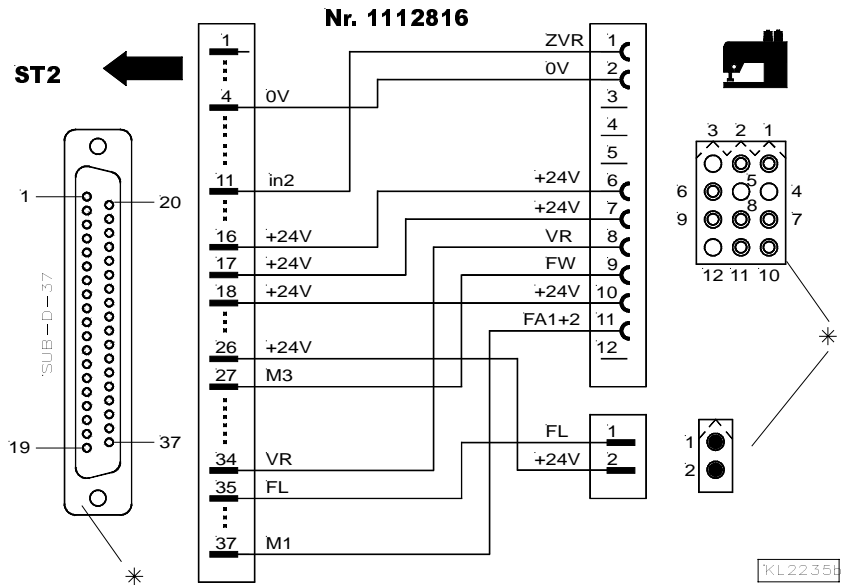 Nr. 1112816
ST2
SUB-D-37
1
20
19
37
1
4 0V
11 in2
16 +24V
17 +24V
18 +24V
26 +24V
27 M3
34 VR
35 FL
37 M1
ZVR 1
0V 2
3
4
5
+24V 6
+24V 7
VR 8
FW 9
+24V 10
FA1+2 11
12
FL 1
+24V 2
3 2 1
6 5 4
9 8 7
12 11 10
*
1
2
*
KL2235b